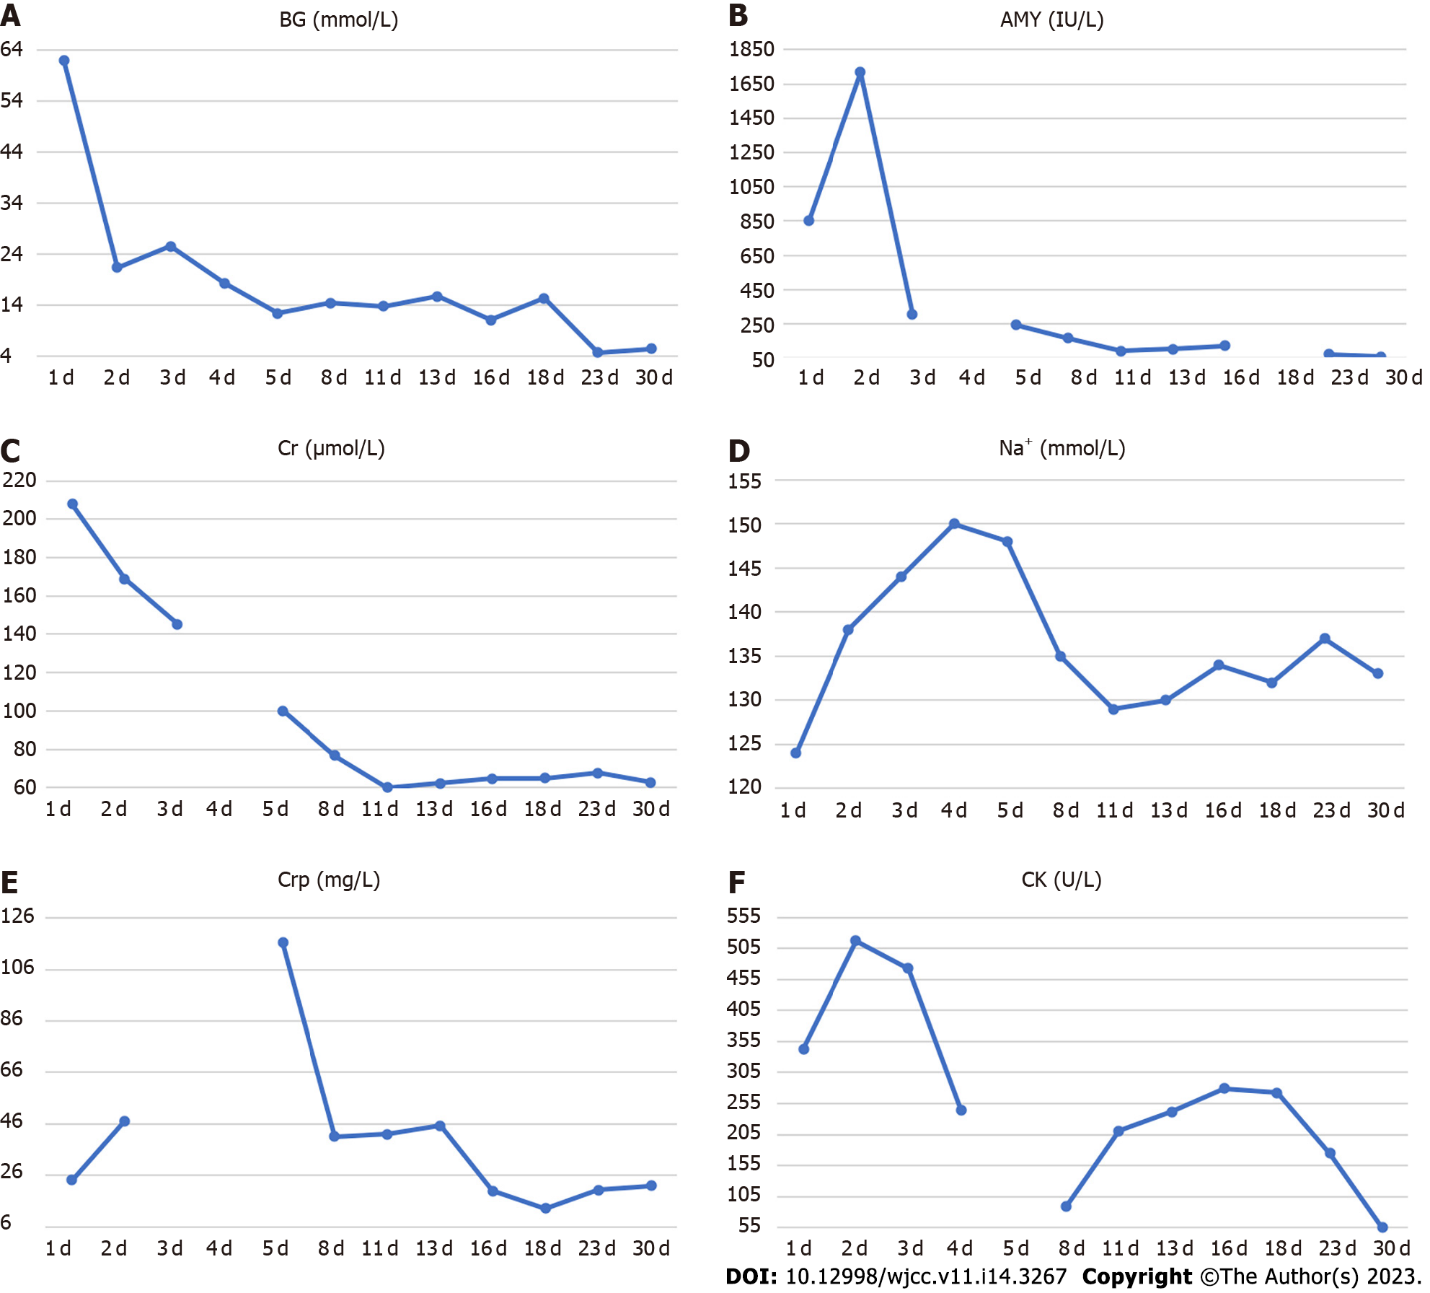 A
BG (mmol/L)
64
54
44
34
24
14
4
1 d 2 d 3 d 4 d 5 d 8 d 11 d 13 d 16 d 18 d 23 d 30 d
B
AMY (IU/L)
1850
1650
1450
1250
1050
850
650
450
250
50
1 d 2 d 3 d 4 d 5 d 8 d 11 d 13 d 16 d 18 d 23 d 30 d
C
Cr (µmol/L)
220
200
180
160
140
120
100
80
60
1 d 2 d 3 d 4 d 5 d 8 d 11 d 13 d 16 d 18 d 23 d 30 d
D
Na⁺ (mmol/L)
155
150
145
140
135
130
125
120
1 d 2 d 3 d 4 d 5 d 8 d 11 d 13 d 16 d 18 d 23 d 30 d
E
Crp (mg/L)
126
106
86
66
46
26
6
1 d 2 d 3 d 4 d 5 d 8 d 11 d 13 d 16 d 18 d 23 d 30 d
F
CK (U/L)
555
505
455
405
355
305
255
205
155
105
55
1 d 2 d 3 d 4 d 5 d 8 d 11 d 13 d 16 d 18 d 23 d 30 d
DOI: 10.12998/wjcc.v11.i14.3267 Copyright ©The Author(s) 2023.